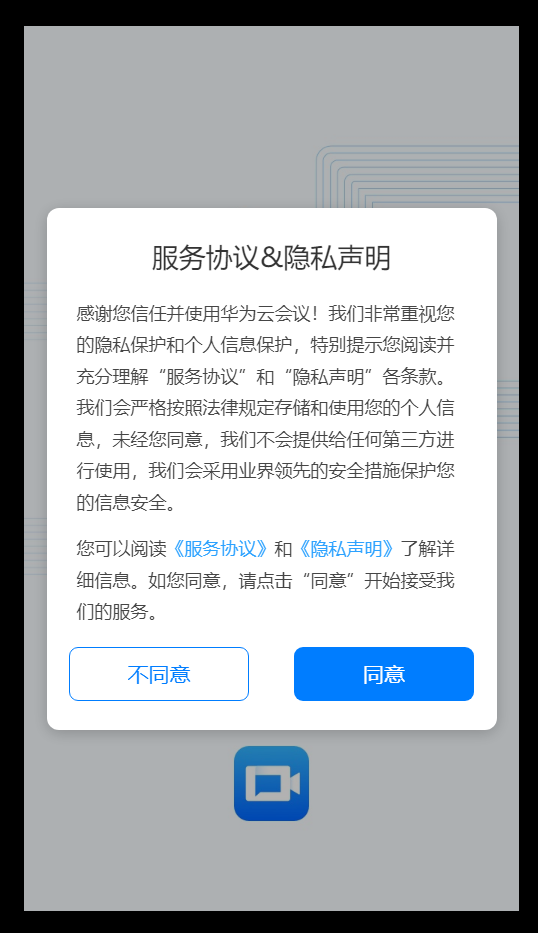 服务协议&隐私声明
感谢您信任并使用华为云会议！我们非常重视您
的隐私保护和个人信息保护，特别提示您阅读并
充分理解“服务协议”和“隐私声明”各条款。
我们会严格按照法律规定存储和使用您的个人信
息，未经您同意，我们不会提供给任何第三方进
行使用，我们会采用业界领先的安全措施保护您
的信息安全。
您可以阅读《服务协议》和《隐私声明》了解详
细信息。如您同意，请点击“同意”开始接受我
们的服务。
不同意
同意